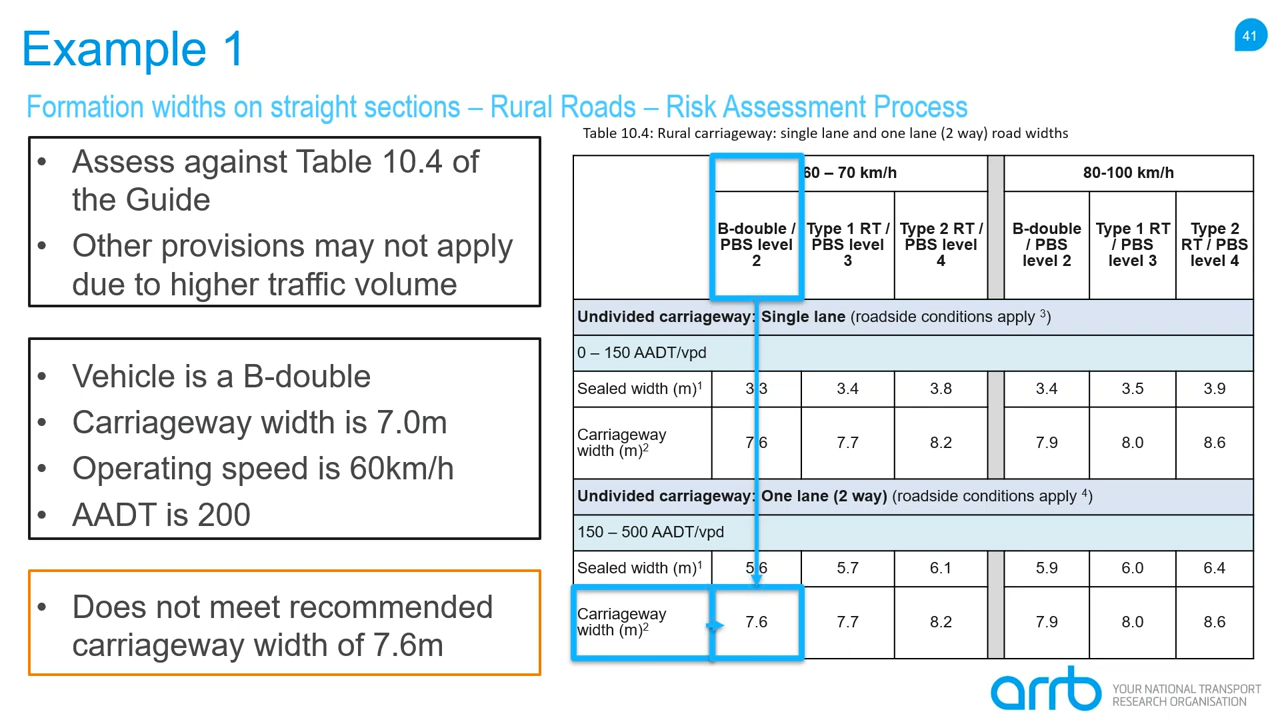 41
Example 1
Formation widths on straight sections – Rural Roads – Risk Assessment Process
• Assess against Table 10.4 of
the Guide
• Other provisions may not apply
due to higher traffic volume
• Vehicle is a B-double
• Carriageway width is 7.0m
• Operating speed is 60km/h
• AADT is 200
• Does not meet recommended
carriageway width of 7.6m
Table 10.4: Rural carriageway: single lane and one lane (2 way) road widths
60 – 70 km/h 80-100 km/h
B-double / PBS level 2 Type 1 RT / PBS level 3 Type 2 RT / PBS level 4 B-double / PBS level 2 Type 1 RT / PBS level 3 Type 2 RT / PBS level 4
Undivided carriageway: Single lane (roadside conditions apply ³)
0 – 150 AADT/vpd
Sealed width (m)¹ 3.3 3.4 3.8 3.4 3.5 3.9
Carriageway width (m)² 7.6 7.7 8.2 7.9 8.0 8.6
Undivided carriageway: One lane (2 way) (roadside conditions apply ⁴)
150 – 500 AADT/vpd
Sealed width (m)¹ 5.6 5.7 6.1 5.9 6.0 6.4
Carriageway width (m)² 7.6 7.7 8.2 7.9 8.0 8.6
arrb
YOUR NATIONAL TRANSPORT
RESEARCH ORGANISATION